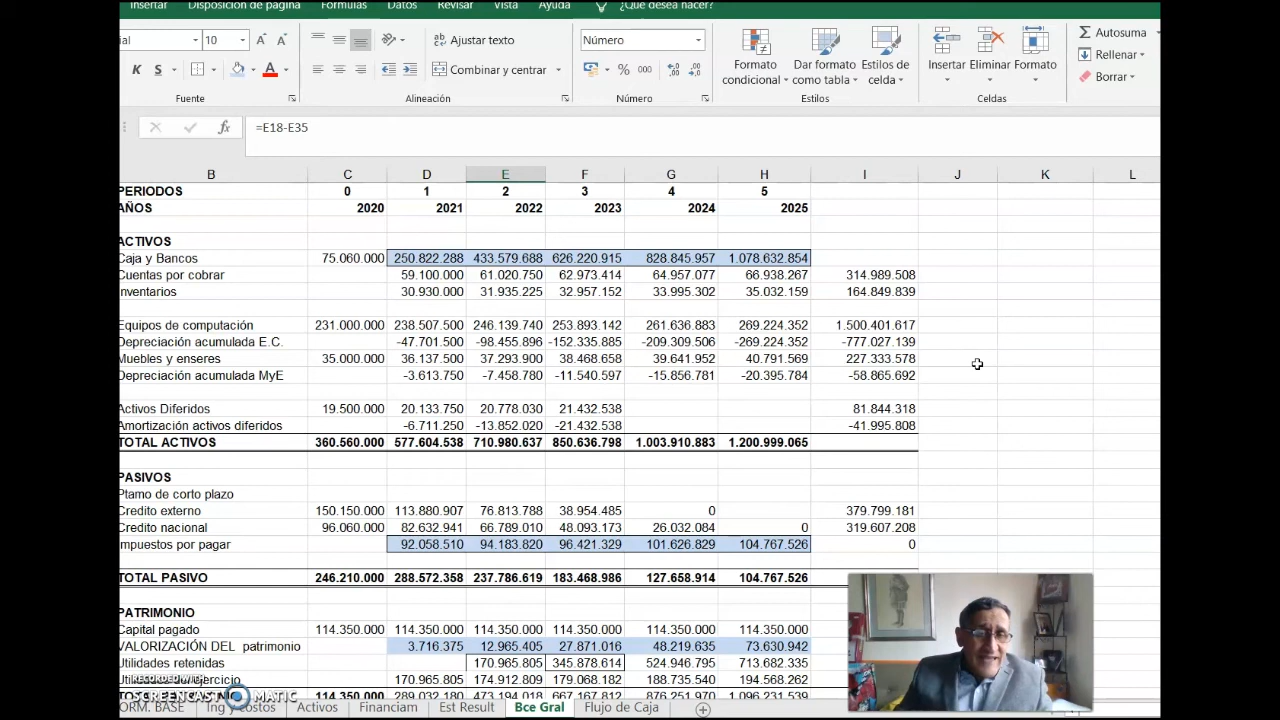 Insertar Disposición de página Fórmulas Datos Revisar Vista Ayuda ¿Qué desea hacer?
ial 10 A A Ajustar texto Número Autosuma
K S A Combinar y centrar % 000 Formato condicional Dar formato como tabla Estilos de celda Insertar Eliminar Formato Rellenar
Borrar
Fuente Alineación Número Estilos Celdas
fx =E18-E35
B C D E F G H I J K L
PERIODOS 0 1 2 3 4 5
AÑOS 2020 2021 2022 2023 2024 2025
ACTIVOS
Caja y Bancos 75.060.000 250.822.288 433.579.688 626.220.915 828.845.957 1.078.632.854
Cuentas por cobrar 59.100.000 61.020.750 62.973.414 64.957.077 66.938.267 314.989.508
Inventarios 30.930.000 31.935.225 32.957.152 33.995.302 35.032.159 164.849.839
Equipos de computación 231.000.000 238.507.500 246.139.740 253.893.142 261.636.883 269.224.352 1.500.401.617
Depreciación acumulada E.C. -47.701.500 -98.455.896 -152.335.885 -209.309.506 -269.224.352 -777.027.139
Muebles y enseres 35.000.000 36.137.500 37.293.900 38.468.658 39.641.952 40.791.569 227.333.578
Depreciación acumulada MyE -3.613.750 -7.458.780 -11.540.597 -15.856.781 -20.395.784 -58.865.692
Activos Diferidos 19.500.000 20.133.750 20.778.030 21.432.538 81.844.318
Amortización activos diferidos -6.711.250 -13.852.020 -21.432.538 -41.995.808
TOTAL ACTIVOS 360.560.000 577.604.538 710.980.637 850.636.798 1.003.910.883 1.200.999.065
PASIVOS
Ptamo de corto plazo
Credito externo 150.150.000 113.880.907 76.813.788 38.954.485 0 379.799.181
Credito nacional 96.060.000 82.632.941 66.789.010 48.093.173 26.032.084 0 319.607.208
mpuestos por pagar 92.058.510 94.183.820 96.421.329 101.626.829 104.767.526 0
TOTAL PASIVO 246.210.000 288.572.358 237.786.619 183.468.986 127.658.914 104.767.526
PATRIMONIO
Capital pagado 114.350.000 114.350.000 114.350.000 114.350.000 114.350.000 114.350.000
VALORIZACIÓN DEL patrimonio 3.716.375 12.965.405 27.871.016 48.219.635 73.630.942
Utilidades retenidas 170.965.805 345.878.614 524.946.795 713.682.335
ejercicio 170.965.805 174.912.809 179.068.182 188.735.540 194.568.262
RECORDED WITH
114.350.000 289.032.180 473.194.018 667.167.812 876.251.970 1.096.231.539
SCREENCAST MATIC
ORM. BASE Ing y costos Activos Financiam Est Result Bce Gral Flujo de Caja